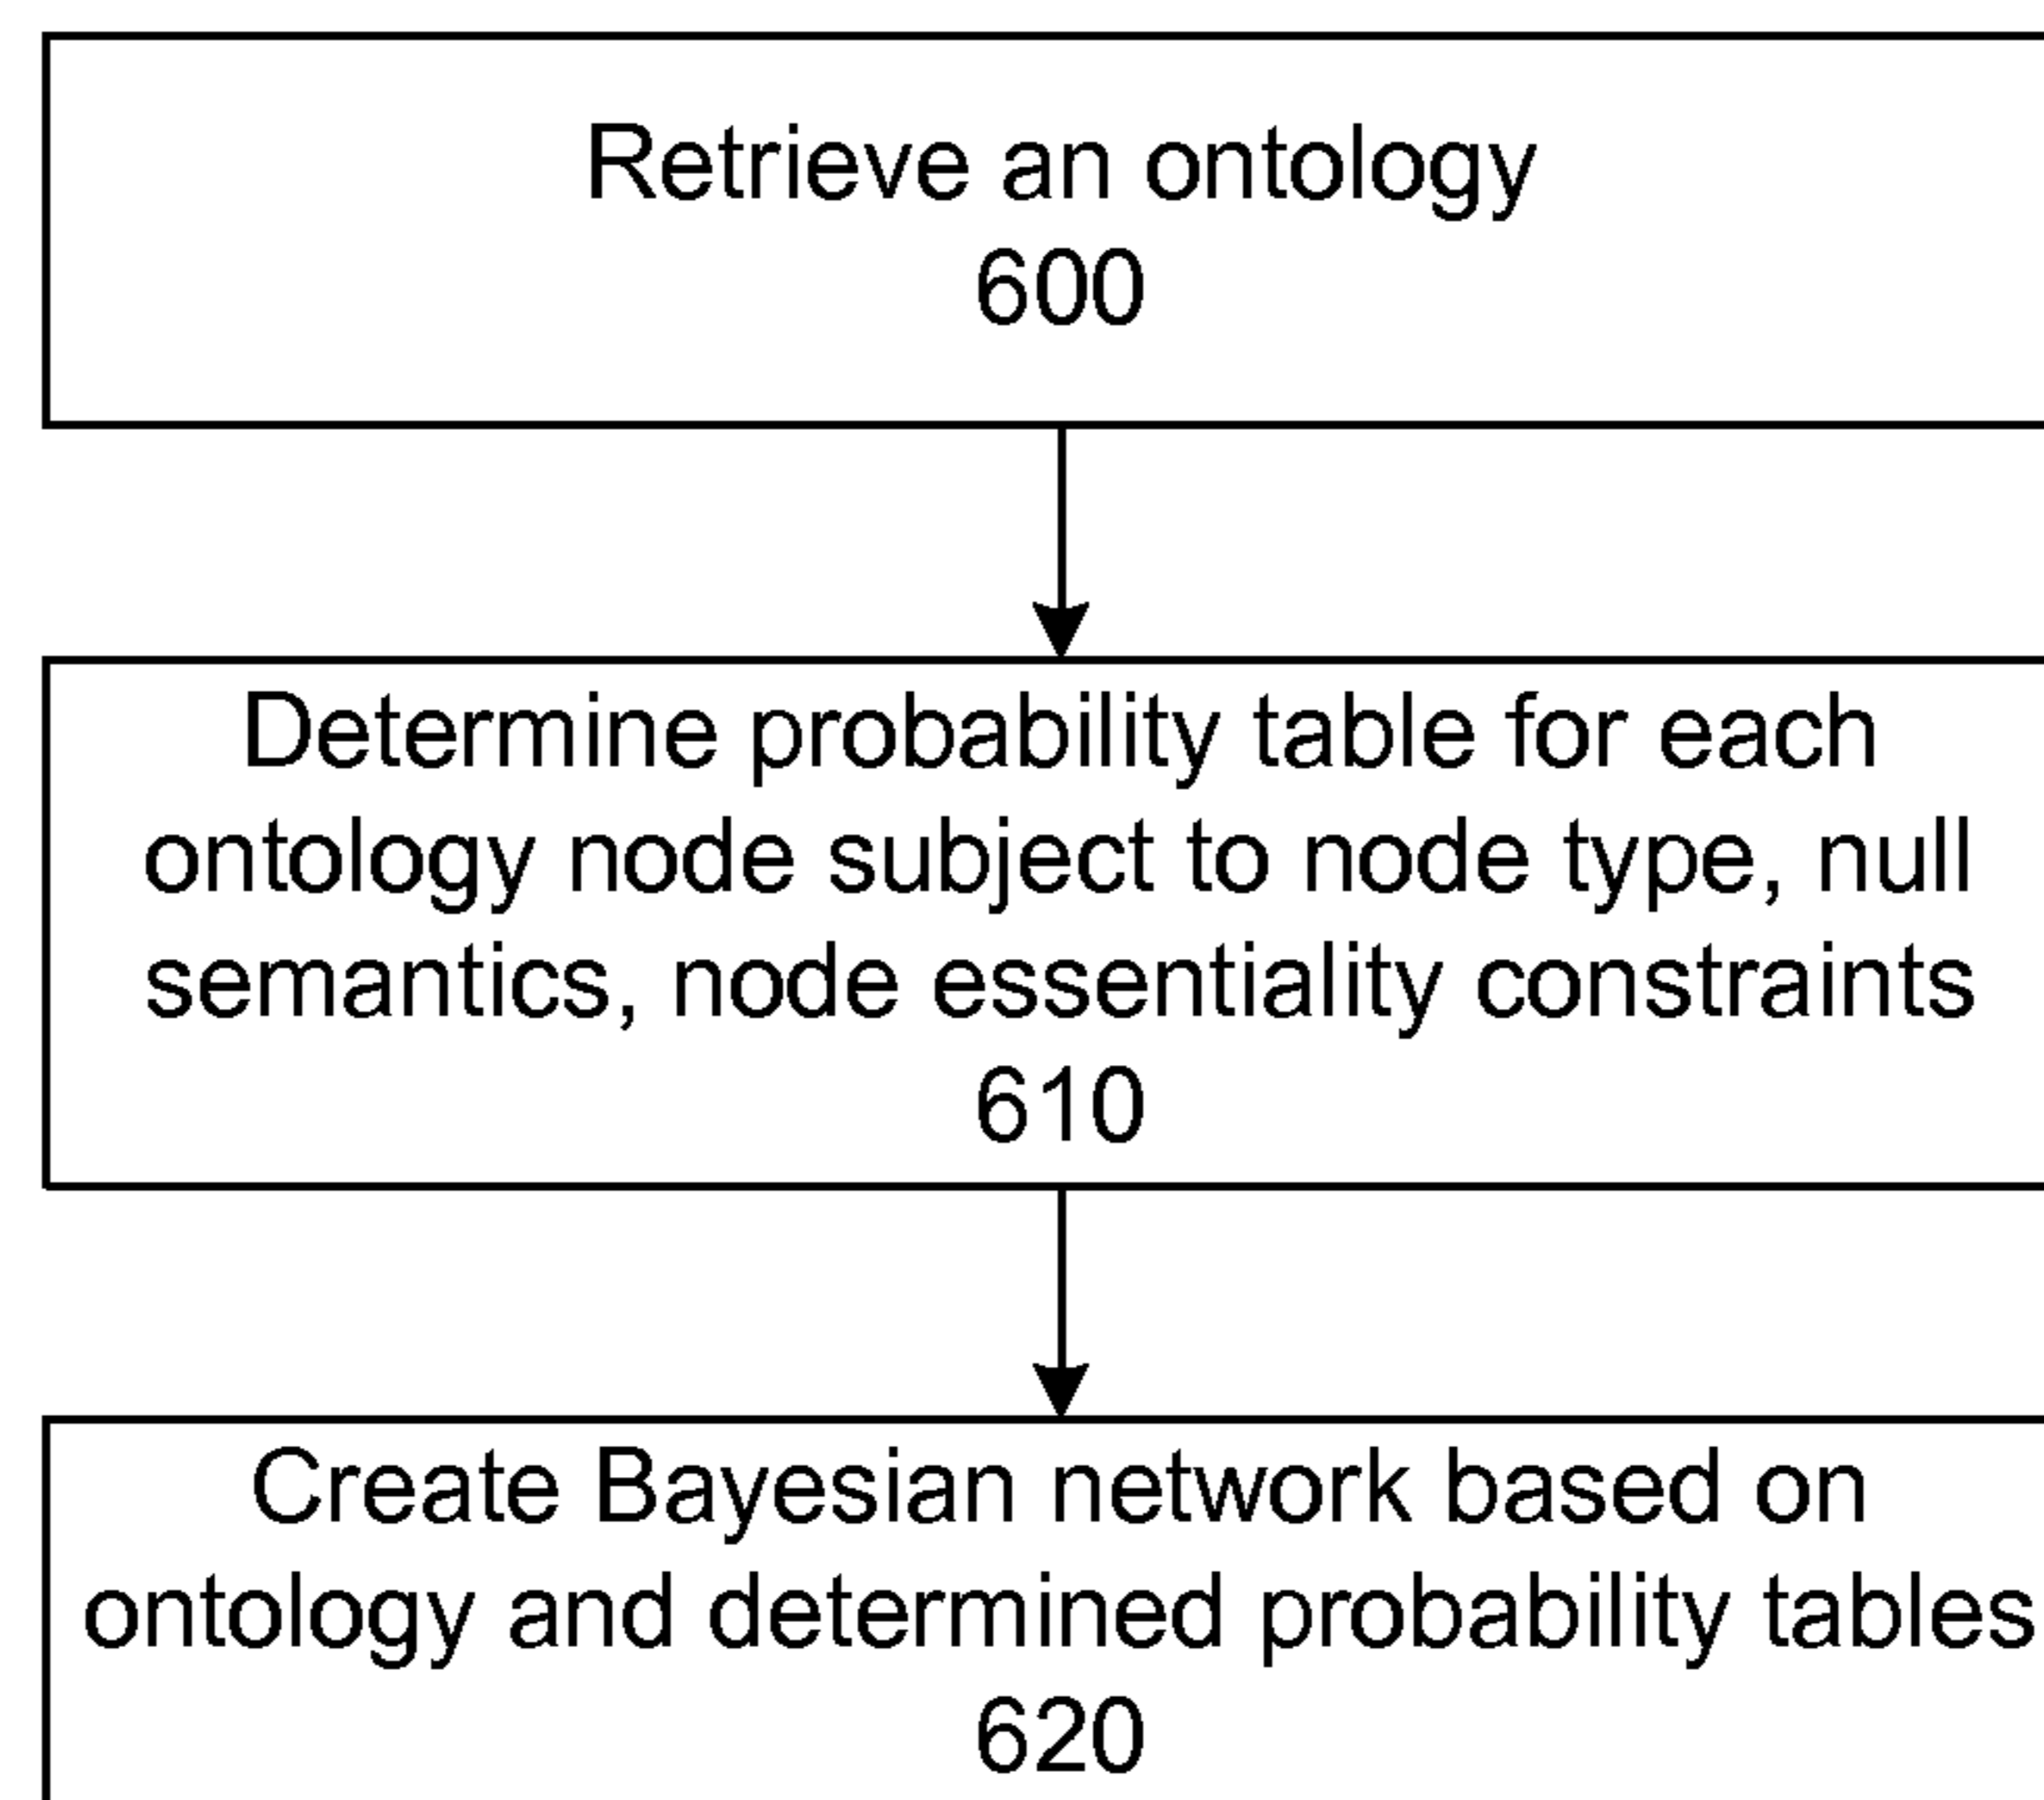 Retrieve an ontology
600
Determine probability table for each
ontology node subject to node type, null
semantics, node essentiality constraints
610
Create Bayesian network based on
ontology and determined probability tables
620